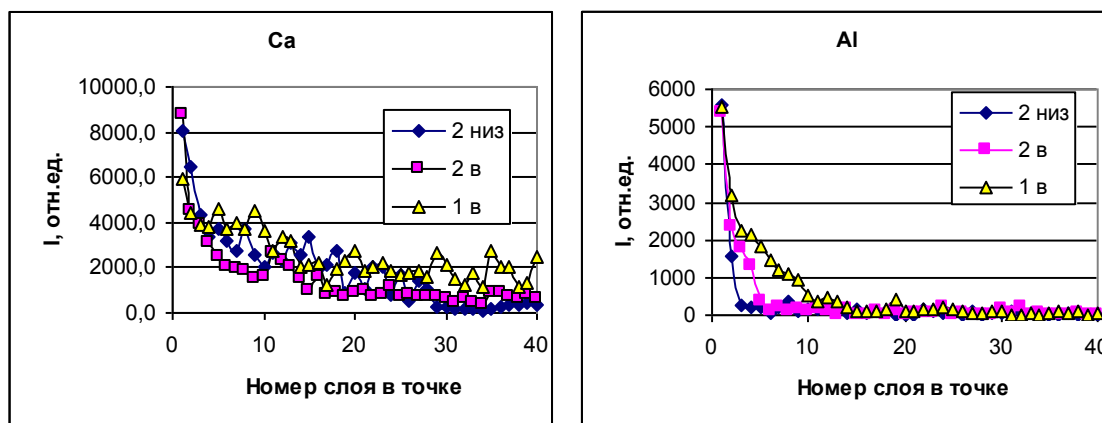 Ca
10000,0
8000,0
6000,0
4000,0
2000,0
0,0
I, отн.ед.
0 10 20 30 40
Номер слоя в точке
2 низ
2 в
1 в
Al
6000
5000
4000
3000
2000
1000
0
I, отн.ед.
0 10 20 30 40
Номер слоя в точке
2 низ
2 в
1 в